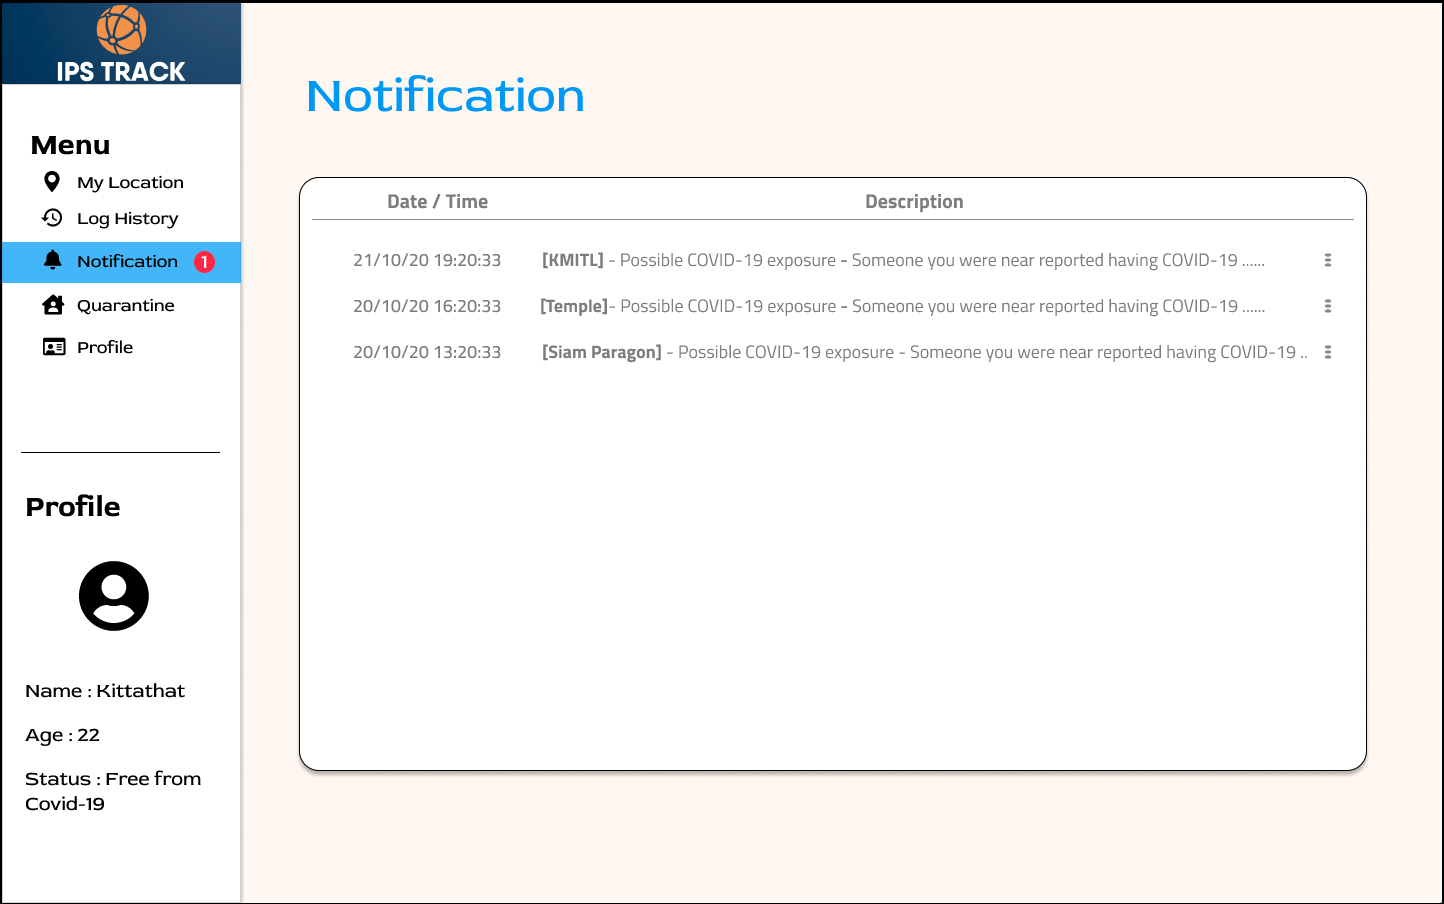 IPS TRACK
Menu
My Location
Log History
Notification 1
Quarantine
Profile
Profile
Name : Kittathat
Age : 22
Status : Free from
Covid-19
Notification
Date / Time Description
21/10/20 19:20:33 [KMITL] - Possible COVID-19 exposure - Someone you were near reported having COVID-19 ......
20/10/20 16:20:33 [Temple]- Possible COVID-19 exposure - Someone you were near reported having COVID-19 ......
20/10/20 13:20:33 [Siam Paragon] - Possible COVID-19 exposure - Someone you were near reported having COVID-19 ..